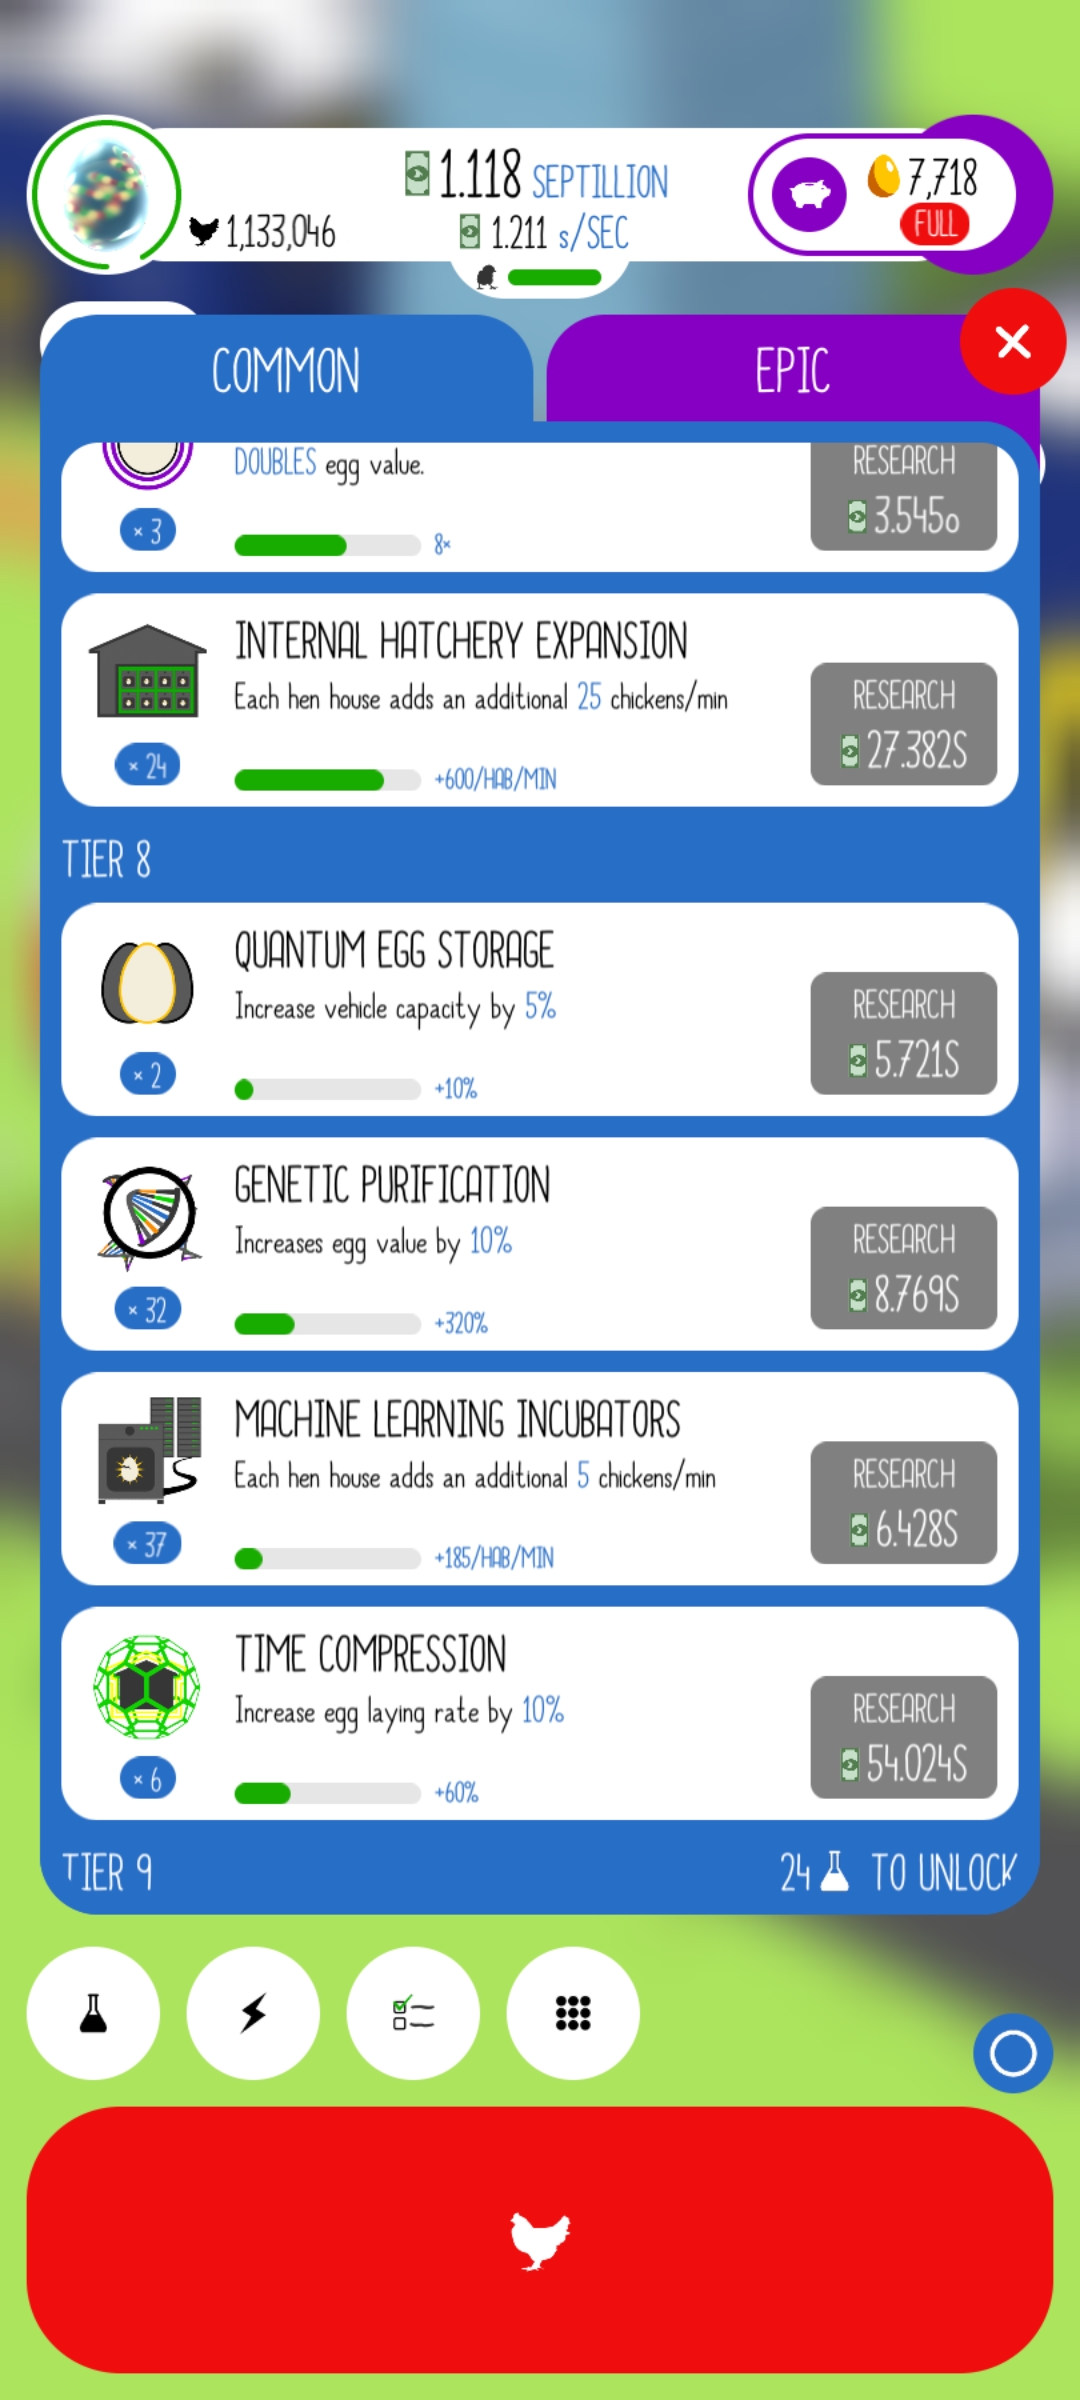 1.118 SEPTILLION
7,718
1,133,046
1.211 s/SEC
FULL
COMMON
EPIC
DOUBLES egg value.
RESEARCH
3.545o
× 3
8×
INTERNAL HATCHERY EXPANSION
Each hen house adds an additional 25 chickens/min
RESEARCH
27.382S
× 24
+600/HAB/MIN
TIER 8
QUANTUM EGG STORAGE
Increase vehicle capacity by 5%
RESEARCH
5.721S
× 2
+10%
GENETIC PURIFICATION
Increases egg value by 10%
RESEARCH
8.769S
× 32
+320%
MACHINE LEARNING INCUBATORS
Each hen house adds an additional 5 chickens/min
RESEARCH
6.428S
× 37
+185/HAB/MIN
TIME COMPRESSION
Increase egg laying rate by 10%
RESEARCH
54.024S
× 6
+60%
TIER 9
24 TO UNLOCK